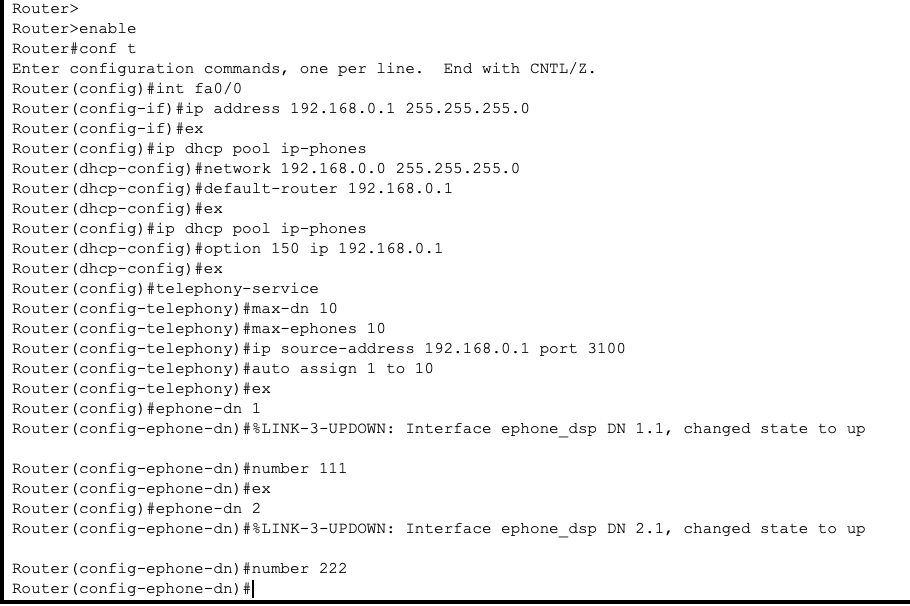 Router>
Router>enable
Router#conf t
Enter configuration commands, one per line.  End with CNTL/Z.
Router(config)#int fa0/0
Router(config-if)#ip address 192.168.0.1 255.255.255.0
Router(config-if)#ex
Router(config)#ip dhcp pool ip-phones
Router(dhcp-config)#network 192.168.0.0 255.255.255.0
Router(dhcp-config)#default-router 192.168.0.1
Router(dhcp-config)#ex
Router(config)#ip dhcp pool ip-phones
Router(dhcp-config)#option 150 ip 192.168.0.1
Router(dhcp-config)#ex
Router(config)#telephony-service
Router(config-telephony)#max-dn 10
Router(config-telephony)#max-ephones 10
Router(config-telephony)#ip source-address 192.168.0.1 port 3100
Router(config-telephony)#auto assign 1 to 10
Router(config-telephony)#ex
Router(config)#ephone-dn 1
Router(config-ephone-dn)#%LINK-3-UPDOWN: Interface ephone_dsp DN 1.1, changed state to up
Router(config-ephone-dn)#number 111
Router(config-ephone-dn)#ex
Router(config)#ephone-dn 2
Router(config-ephone-dn)#%LINK-3-UPDOWN: Interface ephone_dsp DN 2.1, changed state to up
Router(config-ephone-dn)#number 222
Router(config-ephone-dn)#